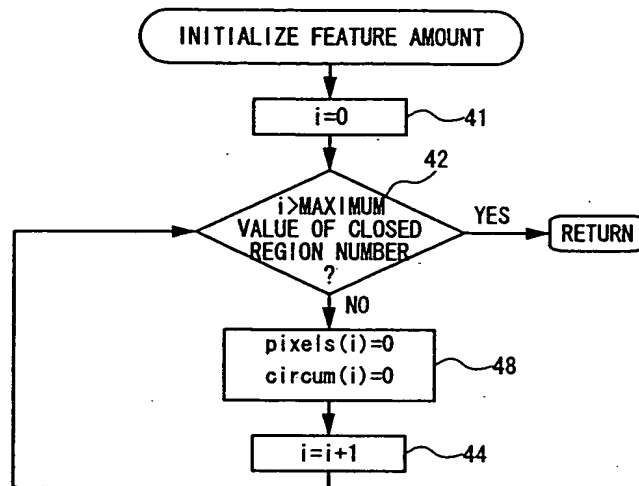 INITIALIZE FEATURE AMOUNT
i=0
41
42
i>MAXIMUM
VALUE OF CLOSED
REGION NUMBER
?
YES
RETURN
NO
pixels(i)=0
circum(i)=0
48
i=i+1
44